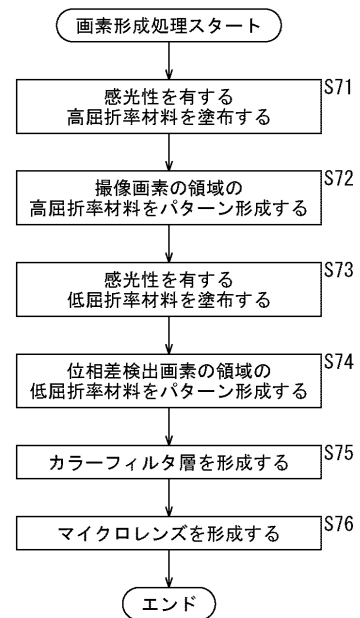 画素形成処理スタート
S71
感光性を有する
高屈折率材料を塗布する
S72
撮像画素の領域の
高屈折率材料をパターン形成する
S73
感光性を有する
低屈折率材料を塗布する
S74
位相差検出画素の領域の
低屈折率材料をパターン形成する
S75
カラーフィルタ層を形成する
S76
マイクロレンズを形成する
エンド